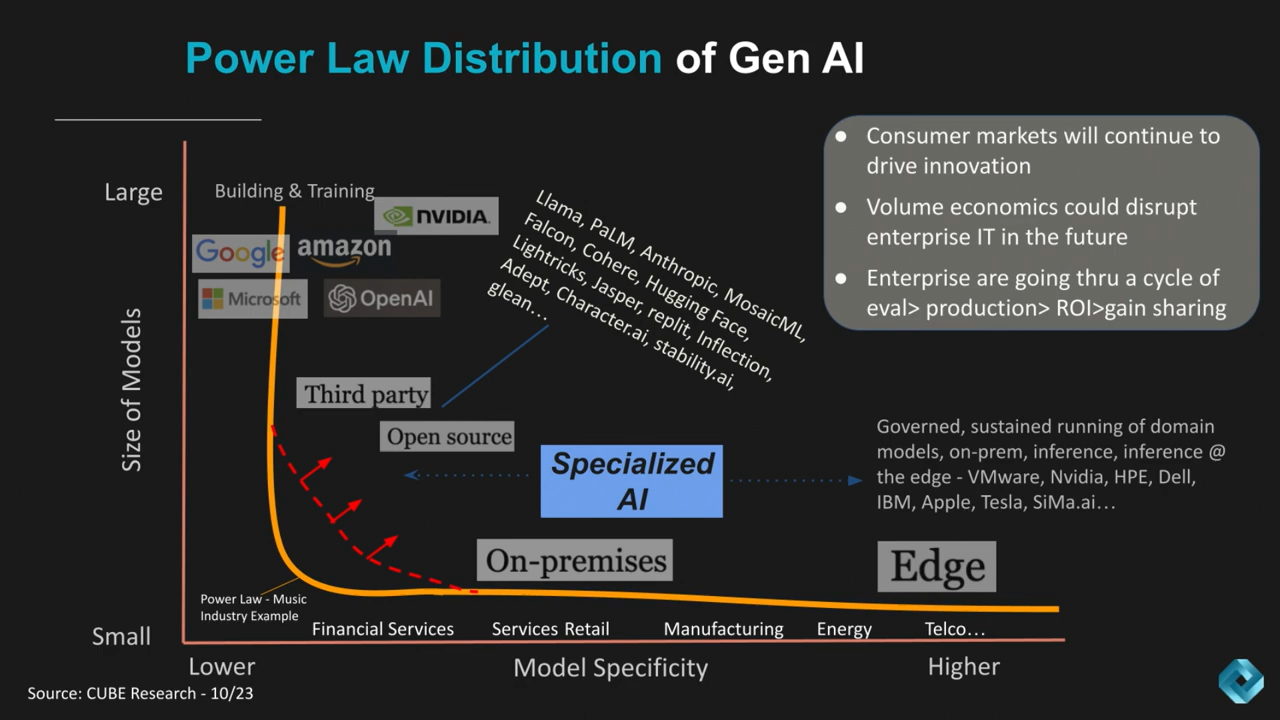 Power Law Distribution of Gen AI
Consumer markets will continue to
drive innovation
Volume economics could disrupt
enterprise IT in the future
Enterprise are going thru a cycle of
eval> production> ROI>gain sharing
Large
Building & Training
NVIDIA.
Google
amazon
Microsoft
OpenAI
Llama, PaLM, Anthropic, MosaicML,
Falcon, Cohere, Hugging Face,
Lightricks, Jasper, replit, Inflection,
Adept, Character.ai, stability.ai,
glean...
Size of Models
Third party
Open source
Specialized
AI
Governed, sustained running of domain
models, on-prem, inference, inference @
the edge - VMware, Nvidia, HPE, Dell,
IBM, Apple, Tesla, SiMa.ai...
On-premises
Edge
Power Law - Music
Industry Example
Small
Financial Services
Services Retail
Manufacturing
Energy
Telco...
Lower
Model Specificity
Higher
Source: CUBE Research - 10/23